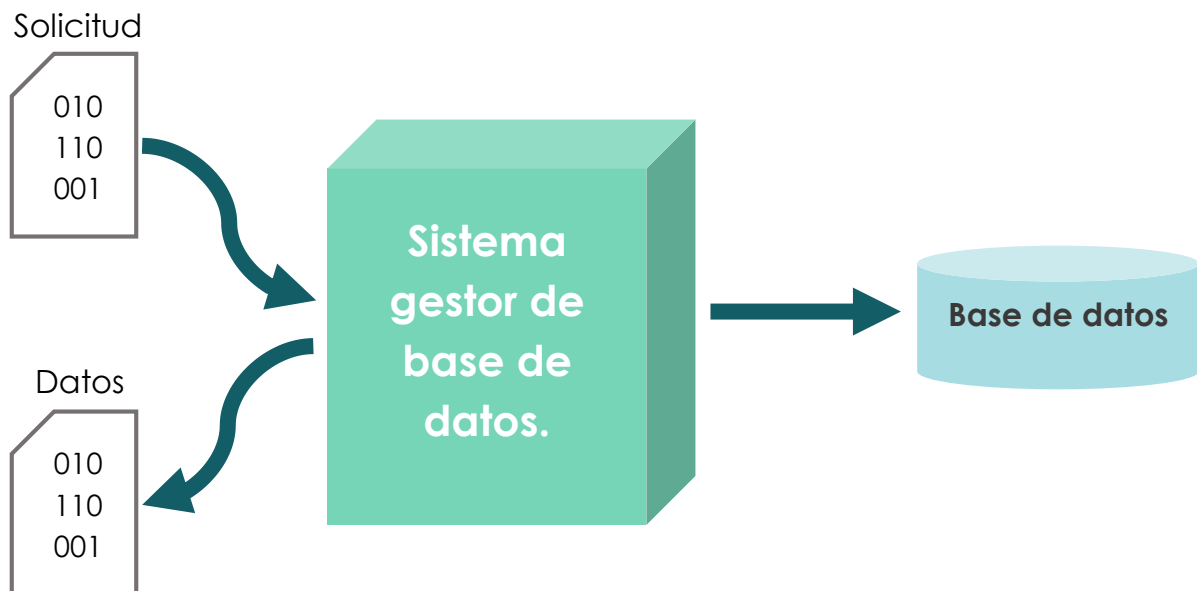 Solicitud
010
110
001
Sistema
gestor de
base de
datos.
Base de datos
Datos
010
110
001